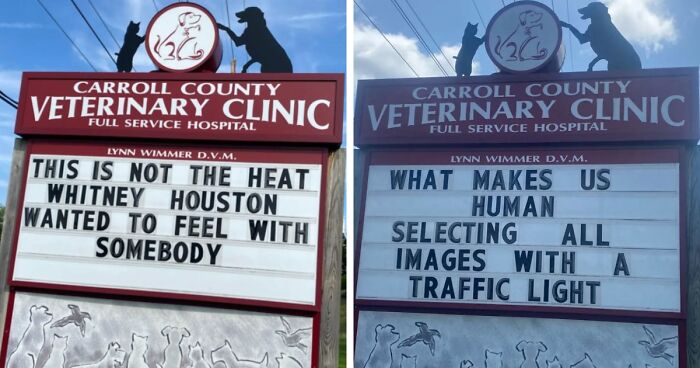 CARROLL COUNTY
VETERINARY CLINIC
FULL SERVICE HOSPITAL
LYNN WIMMER D.V.M.
THIS IS NOT THE HEAT
WHITNEY HOUSTON
WANTED TO FEEL WITH
SOMEBODY
CARROLL COUNTY
VETERINARY CLINIC
FULL SERVICE HOSPITAL
LYNN WIMMER D.V.M.
WHAT MAKES US
HUMAN
SELECTING ALL
IMAGES WITH A
TRAFFIC LIGHT